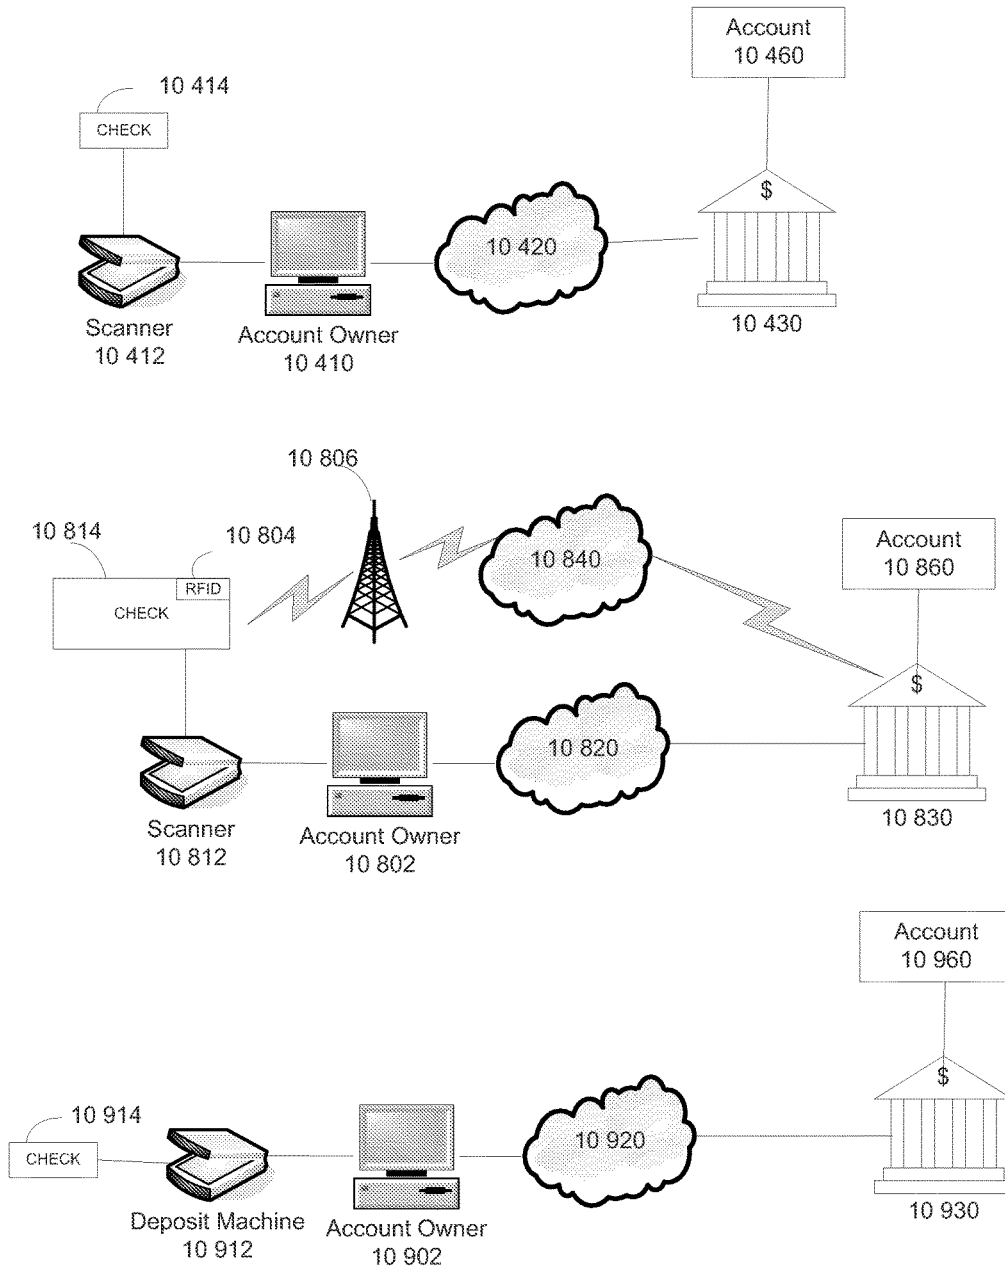 Account
10 460
10 414
CHECK
$
10 420
10 430
Scanner
10 412
Account Owner
10 410
10 806
10 814
10 804
RFID
CHECK
10 840
Account
10 860
$
10 820
10 830
Scanner
10 812
Account Owner
10 802
Account
10 960
$
10 914
CHECK
10 920
Deposit Machine
10 912
Account Owner
10 902
10 930